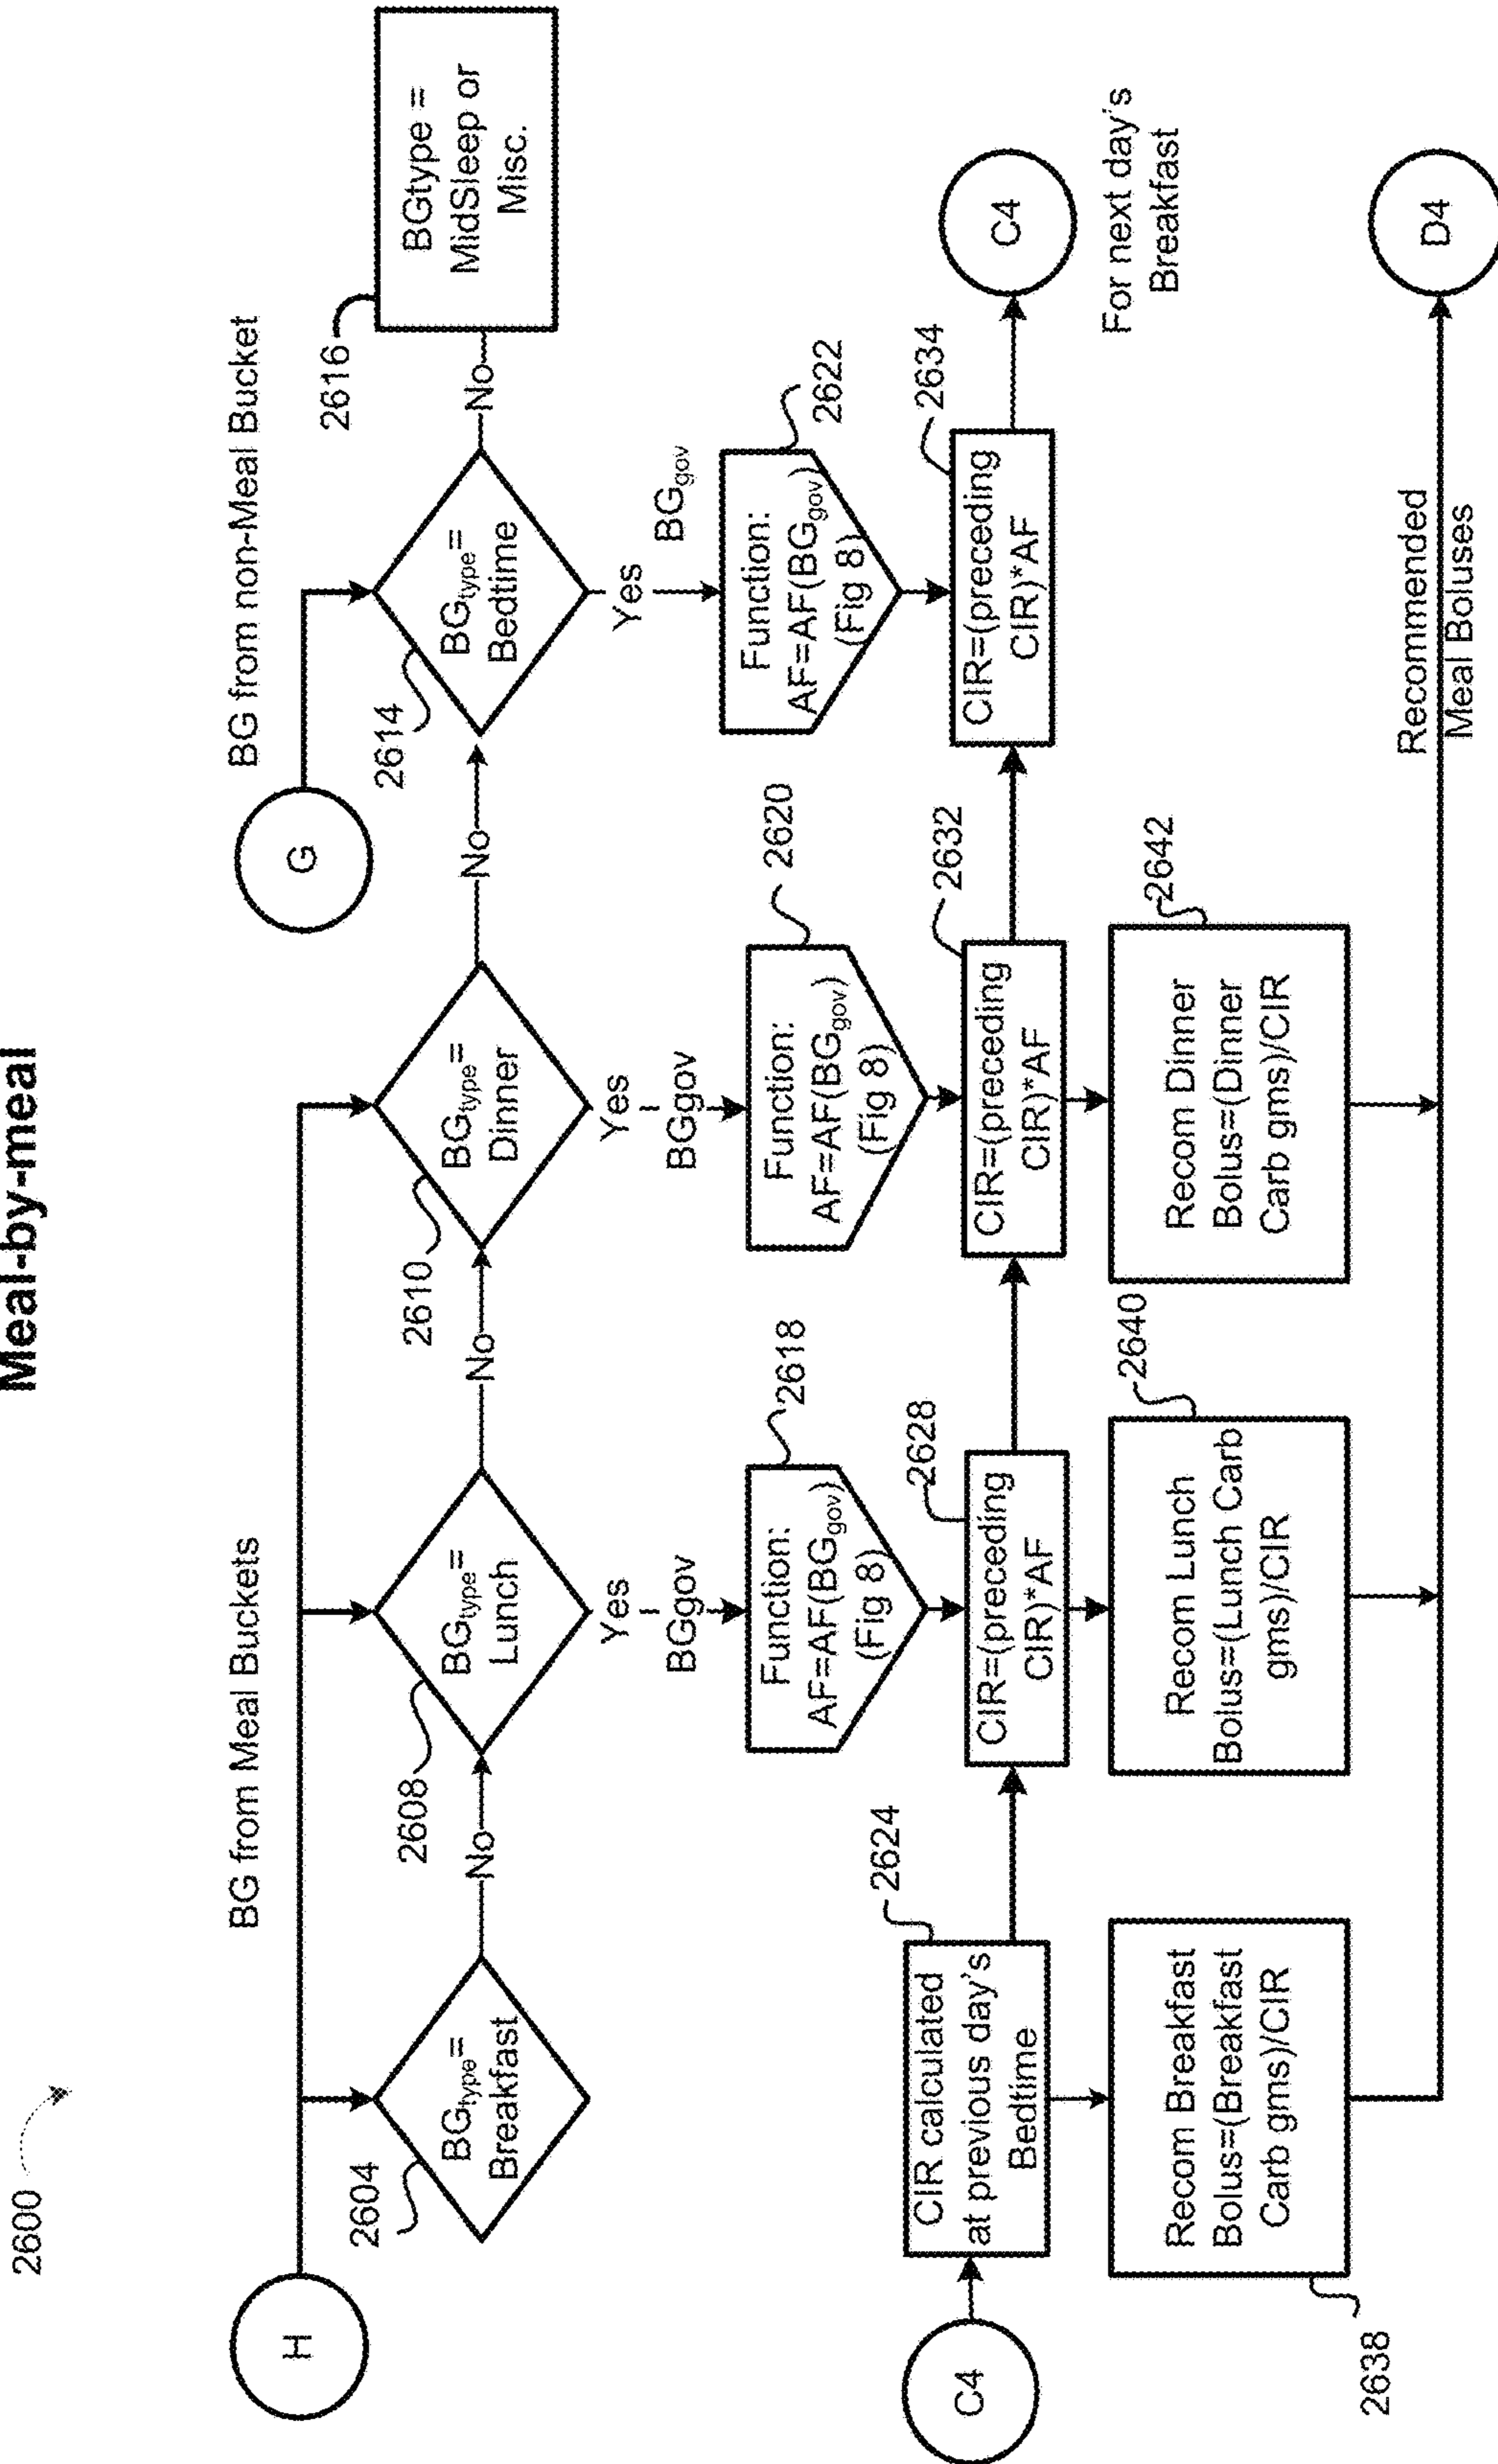 Meal-by-meal
2600
H
BG from Meal Buckets
G
BG from non-Meal Bucket
2604
BGtype=
Breakfast
No
2608
BGtype=
Lunch
No
2610
BGtype=
Dinner
No
2614
BGtype=
Bedtime
No
2616
BGtype =
MidSleep or
Misc.
Yes
BGgov
Yes
BGgov
Yes
BGgov
Function:
AF=AF(BGgov)
(Fig 8)
2618
Function:
AF=AF(BGgov)
(Fig 8)
2620
Function:
AF=AF(BGgov)
(Fig 8)
2622
C4
CIR calculated
at previous day's
Bedtime
2624
CIR=(preceding
CIR)*AF
2628
CIR=(preceding
CIR)*AF
2632
CIR=(preceding
CIR)*AF
2634
C4
For next day's
Breakfast
Recom Breakfast
Bolus=(Breakfast
Carb gms)/CIR
2638
Recom Lunch
Bolus=(Lunch Carb
gms)/CIR
2640
Recom Dinner
Bolus=(Dinner
Carb gms)/CIR
2642
Recommended
Meal Boluses
D4